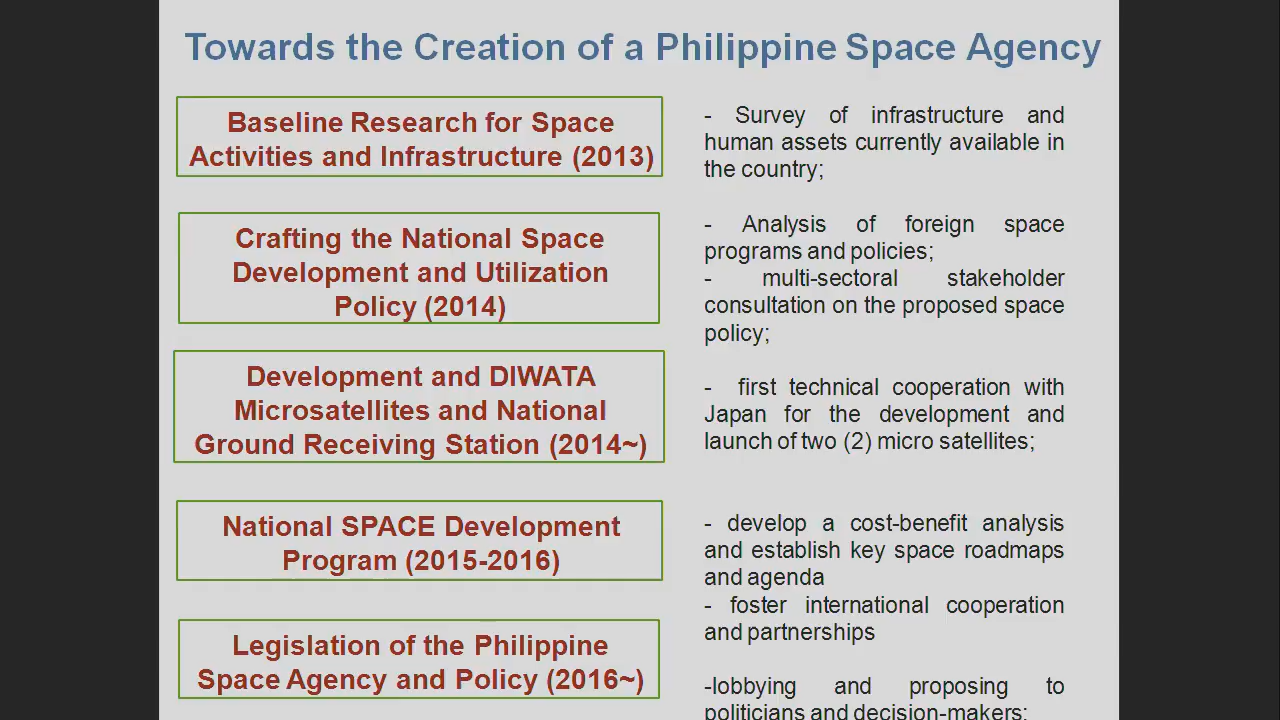 Towards the Creation of a Philippine Space Agency
Baseline Research for Space
Activities and Infrastructure (2013)
- Survey of infrastructure and
human assets currently available in
the country;
Crafting the National Space
Development and Utilization
Policy (2014)
- Analysis of foreign space
programs and policies;
- multi-sectoral stakeholder
consultation on the proposed space
policy;
Development and DIWATA
Microsatellites and National
Ground Receiving Station (2014~)
- first technical cooperation with
Japan for the development and
launch of two (2) micro satellites;
National SPACE Development
Program (2015-2016)
- develop a cost-benefit analysis
and establish key space roadmaps
and agenda
- foster international cooperation
and partnerships
Legislation of the Philippine
Space Agency and Policy (2016~)
-lobbying and proposing to
politicians and decision-makers;